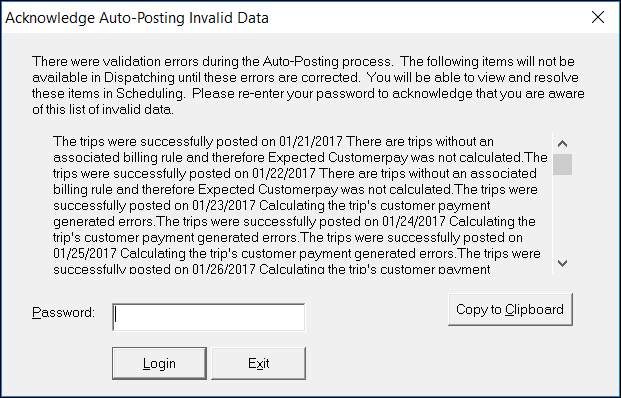 Acknowledge Auto-Posting Invalid Data
There were validation errors during the Auto-Posting process.  The following items will not be
available in Dispatching until these errors are corrected.  You will be able to view and resolve
these items in Scheduling.  Please re-enter your password to acknowledge that you are aware
of this list of invalid data.
The trips were successfully posted on 01/21/2017 There are trips without an
associated billing rule and therefore Expected Customerpay was not calculated.The
trips were successfully posted on 01/22/2017 There are trips without an associated
billing rule and therefore Expected Customerpay was not calculated.The trips were
successfully posted on 01/23/2017 Calculating the trip's customer payment
generated errors.The trips were successfully posted on 01/24/2017 Calculating the
trip's customer payment generated errors.The trips were successfully posted on
01/25/2017 Calculating the trip's customer payment generated errors.The trips were
successfully posted on 01/26/2017 Calculating the trip's customer payment
Password:
Copy to Clipboard
Login
Exit